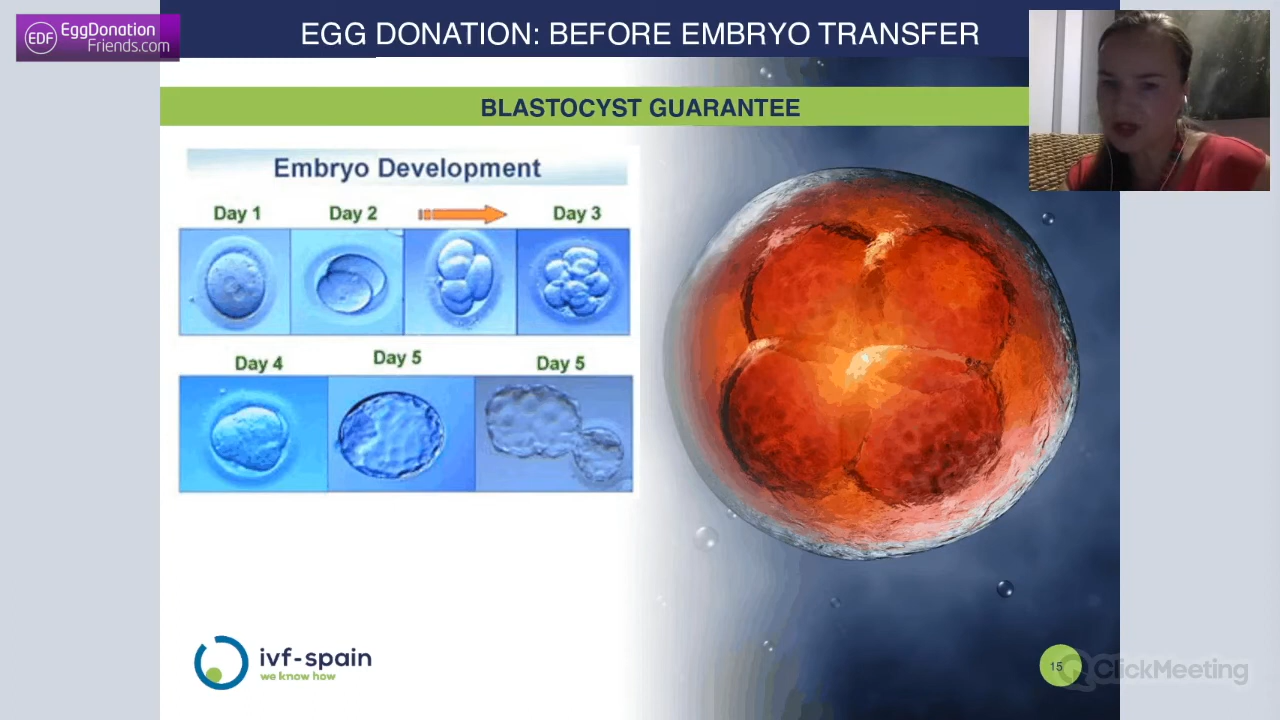 EDF
EggDonation
Friends.com
EGG DONATION: BEFORE EMBRYO TRANSFER
BLASTOCYST GUARANTEE
Embryo Development
Day 1
Day 2
Day 3
Day 4
Day 5
Day 5
ivf-spain
we know how
15
ClickMeeting